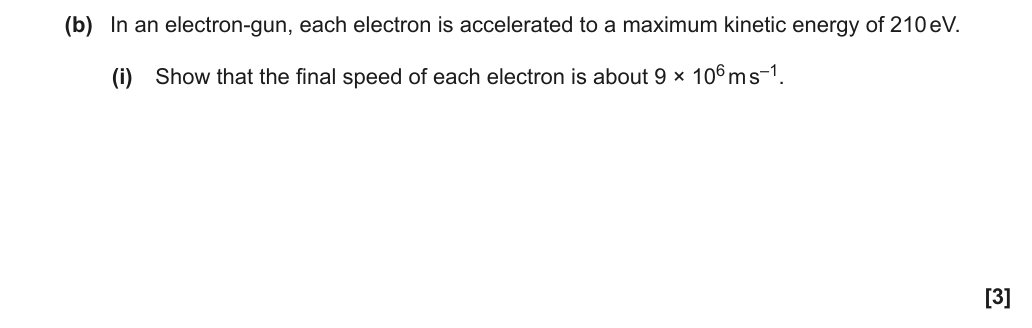 (b) In an electron-gun, each electron is accelerated to a maximum kinetic energy of 210 eV.
(i) Show that the final speed of each electron is about 9 × 10⁶ m s⁻¹.
[3]